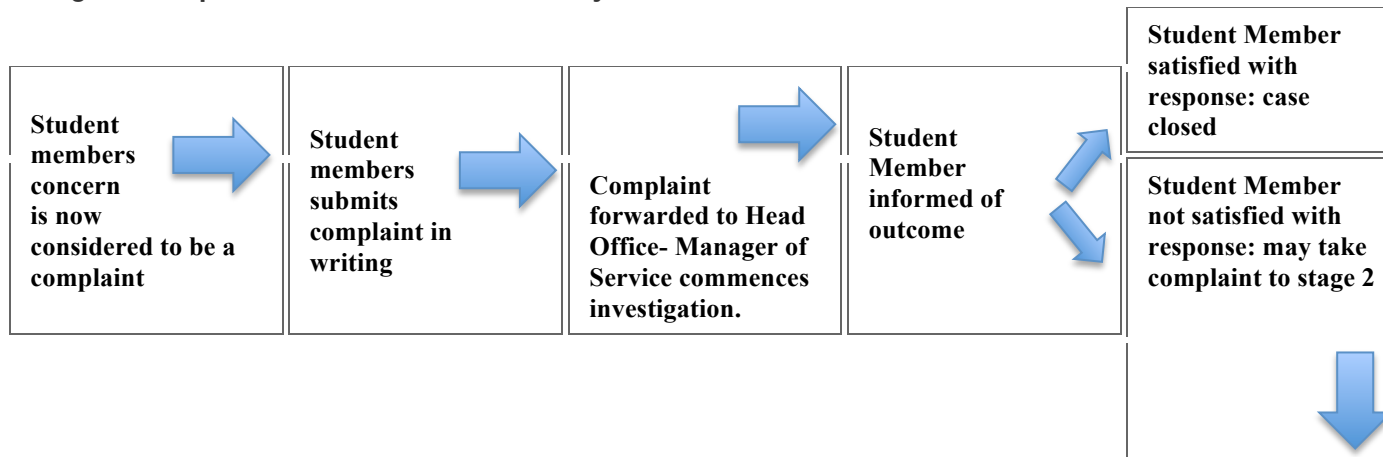 Student
members
concern
is now
considered to be a
complaint
Student
members
submits
complaint in
writing
Complaint
forwarded to Head
Office- Manager of
Service commences
investigation.
Student
Member
informed of
outcome
Student Member
satisfied with
response: case
closed
Student Member
not satisfied with
response: may take
complaint to stage 2